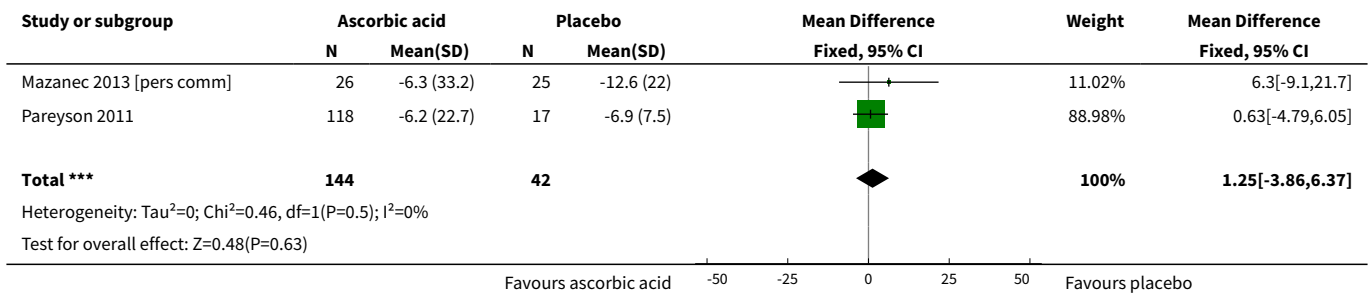 Study or subgroup Ascorbic acid Placebo Mean Difference Weight Mean Difference
N Mean(SD) N Mean(SD) Fixed, 95% CI Fixed, 95% CI
Mazanec 2013 [pers comm] 26 -6.3 (33.2) 25 -12.6 (22) 11.02% 6.3[-9.1,21.7]
Pareyson 2011 118 -6.2 (22.7) 17 -6.9 (7.5) 88.98% 0.63[-4.79,6.05]
Total *** 144 42 100% 1.25[-3.86,6.37]
Heterogeneity: Tau²=0; Chi²=0.46, df=1(P=0.5); I²=0%
Test for overall effect: Z=0.48(P=0.63)
Favours ascorbic acid -50 -25 0 25 50 Favours placebo